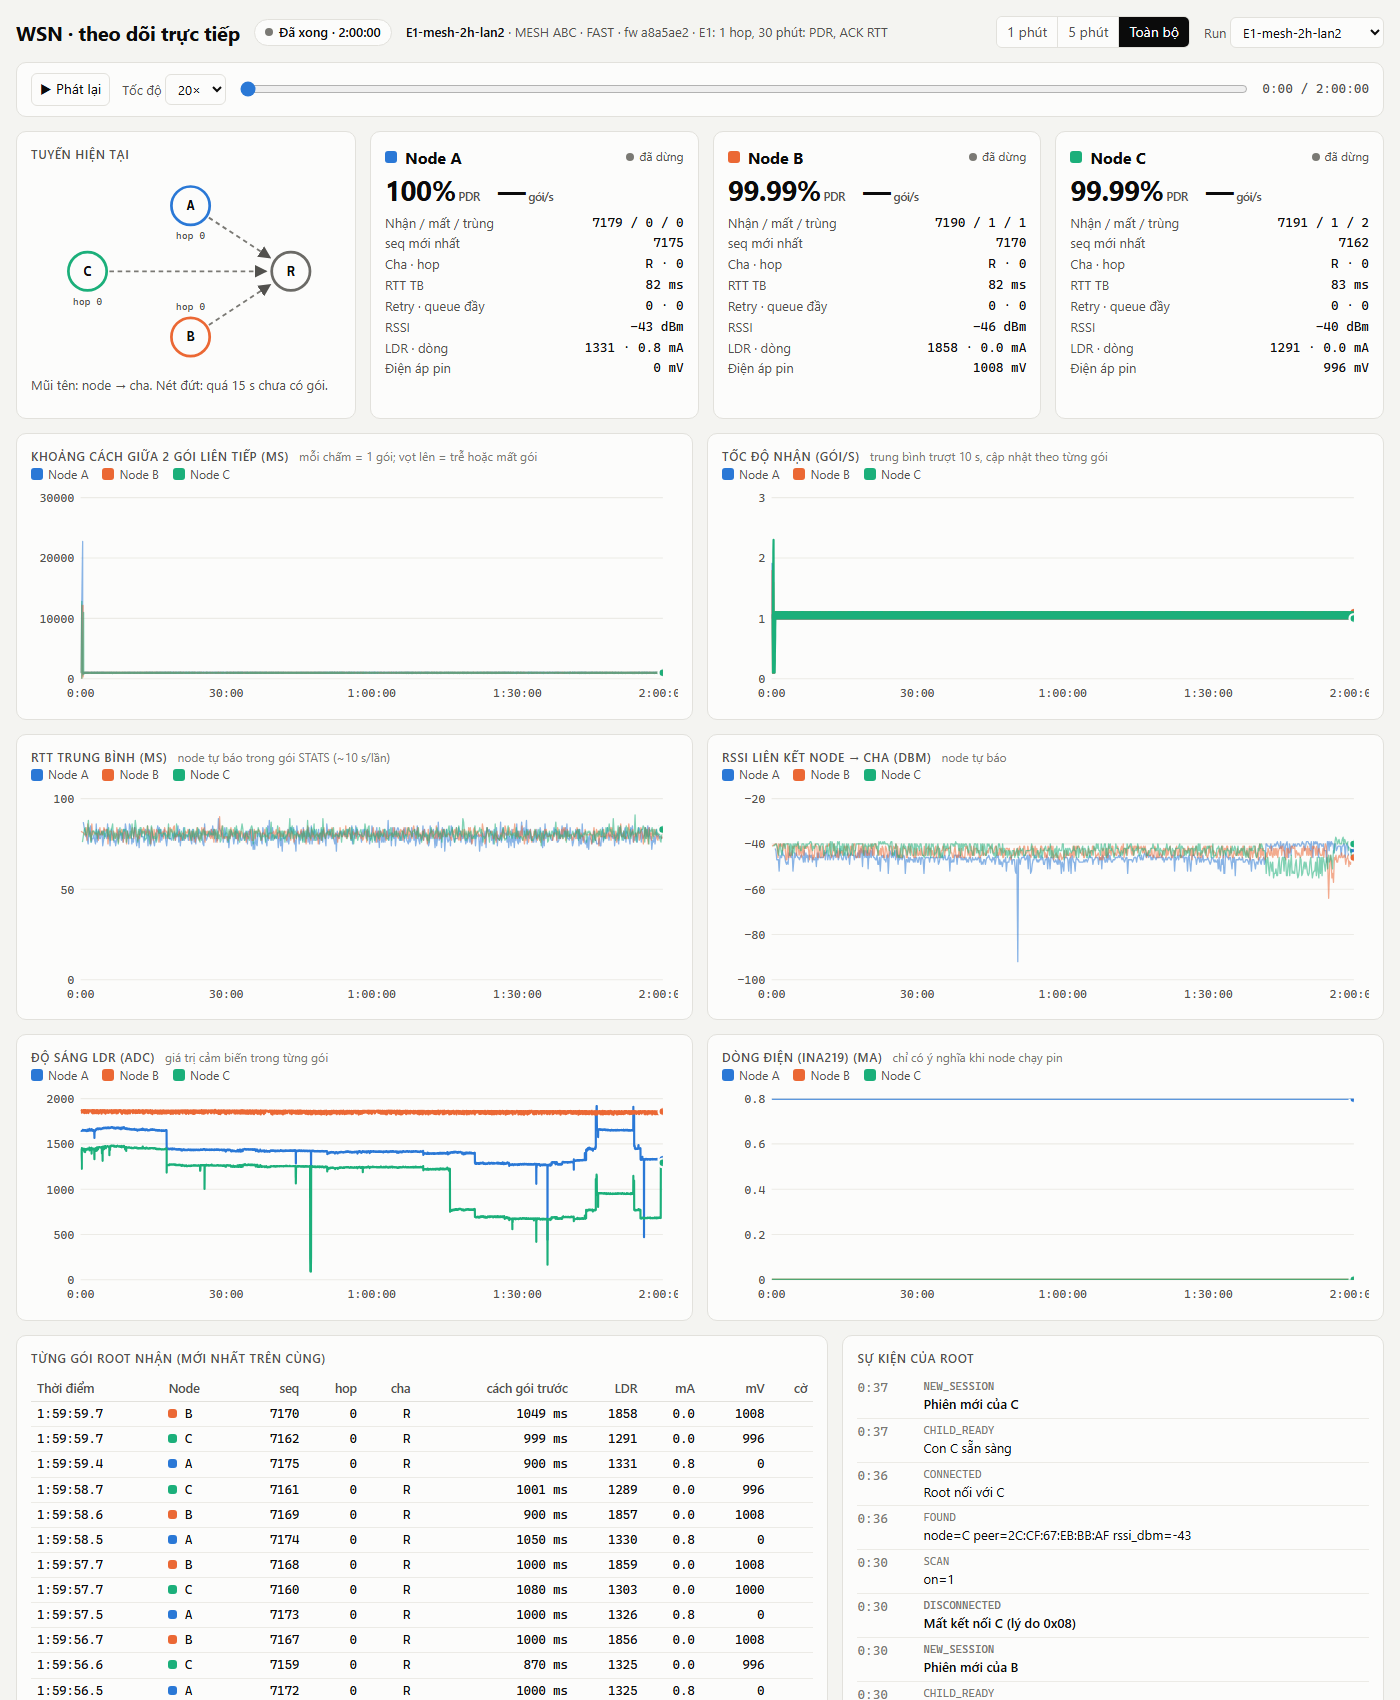 WSN · theo dõi trực tiếp
Đã xong · 2:00:00
E1-mesh-2h-lan2 · MESH ABC · FAST · fw a8a5ae2 · E1: 1 hop, 30 phút: PDR, ACK RTT
1 phút 5 phút Toàn bộ
Run E1-mesh-2h-lan2
▶ Phát lại Tốc độ 20× 0:00 / 2:00:00
TUYẾN HIỆN TẠI
A
hop 0
C
hop 0
R
hop 0
B
Mũi tên: node → cha. Nét đứt: quá 15 s chưa có gói.
Node A đã dừng
100% PDR — gói/s
Nhận / mất / trùng 7179 / 0 / 0
seq mới nhất 7175
Cha · hop R · 0
RTT TB 82 ms
Retry · queue đầy 0 · 0
RSSI −43 dBm
LDR · dòng 1331 · 0.8 mA
Điện áp pin 0 mV
Node B đã dừng
99.99% PDR — gói/s
Nhận / mất / trùng 7190 / 1 / 1
seq mới nhất 7170
Cha · hop R · 0
RTT TB 82 ms
Retry · queue đầy 0 · 0
RSSI −46 dBm
LDR · dòng 1858 · 0.0 mA
Điện áp pin 1008 mV
Node C đã dừng
99.99% PDR — gói/s
Nhận / mất / trùng 7191 / 1 / 2
seq mới nhất 7162
Cha · hop R · 0
RTT TB 83 ms
Retry · queue đầy 0 · 0
RSSI −40 dBm
LDR · dòng 1291 · 0.0 mA
Điện áp pin 996 mV
KHOẢNG CÁCH GIỮA 2 GÓI LIÊN TIẾP (MS) mỗi chấm = 1 gói; vọt lên = trễ hoặc mất gói
Node A Node B Node C
30000
20000
10000
0
0:00 30:00 1:00:00 1:30:00 2:00:0
TỐC ĐỘ NHẬN (GÓI/S) trung bình trượt 10 s, cập nhật theo từng gói
Node A Node B Node C
3
2
1
0
0:00 30:00 1:00:00 1:30:00 2:00:0
RTT TRUNG BÌNH (MS) node tự báo trong gói STATS (~10 s/lần)
Node A Node B Node C
100
50
0
0:00 30:00 1:00:00 1:30:00 2:00:0
RSSI LIÊN KẾT NODE → CHA (DBM) node tự báo
Node A Node B Node C
−20
−40
−60
−80
−100
0:00 30:00 1:00:00 1:30:00 2:00:0
ĐỘ SÁNG LDR (ADC) giá trị cảm biến trong từng gói
Node A Node B Node C
2000
1500
1000
500
0
0:00 30:00 1:00:00 1:30:00 2:00:0
DÒNG ĐIỆN (INA219) (MA) chỉ có ý nghĩa khi node chạy pin
Node A Node B Node C
0.8
0.6
0.4
0.2
0
0:00 30:00 1:00:00 1:30:00 2:00:0
TỪNG GÓI ROOT NHẬN (MỚI NHẤT TRÊN CÙNG)
Thời điểm Node seq hop cha cách gói trước LDR mA mV cờ
1:59:59.7 B 7170 0 R 1049 ms 1858 0.0 1008
1:59:59.7 C 7162 0 R 999 ms 1291 0.0 996
1:59:59.4 A 7175 0 R 900 ms 1331 0.8 0
1:59:58.7 C 7161 0 R 1001 ms 1289 0.0 996
1:59:58.6 B 7169 0 R 900 ms 1857 0.0 1008
1:59:58.5 A 7174 0 R 1050 ms 1330 0.8 0
1:59:57.7 B 7168 0 R 1000 ms 1859 0.0 1008
1:59:57.7 C 7160 0 R 1080 ms 1303 0.0 1000
1:59:57.5 A 7173 0 R 1000 ms 1326 0.8 0
1:59:56.7 B 7167 0 R 1000 ms 1856 0.0 1008
1:59:56.6 C 7159 0 R 870 ms 1325 0.0 996
1:59:56.5 A 7172 0 R 1000 ms 1325 0.8 0
SỰ KIỆN CỦA ROOT
0:37 NEW_SESSION
Phiên mới của C
0:37 CHILD_READY
Con C sẵn sàng
0:36 CONNECTED
Root nối với C
0:36 FOUND
node=C peer=2C:CF:67:EB:BB:AF rssi_dbm=-43
0:30 SCAN
on=1
0:30 DISCONNECTED
Mất kết nối C (lý do 0x08)
0:30 NEW_SESSION
Phiên mới của B
0:30 CHILD_READY